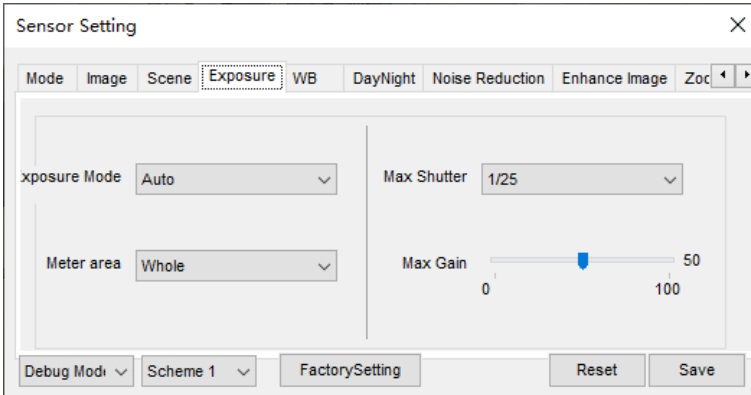 Sensor Setting
Mode Image Scene Exposure WB DayNight Noise Reduction Enhance Image Zoo
xposure Mode Auto Max Shutter 1/25
Meter area Whole Max Gain 50
0 100
Debug Mode Scheme 1 FactorySetting Reset Save